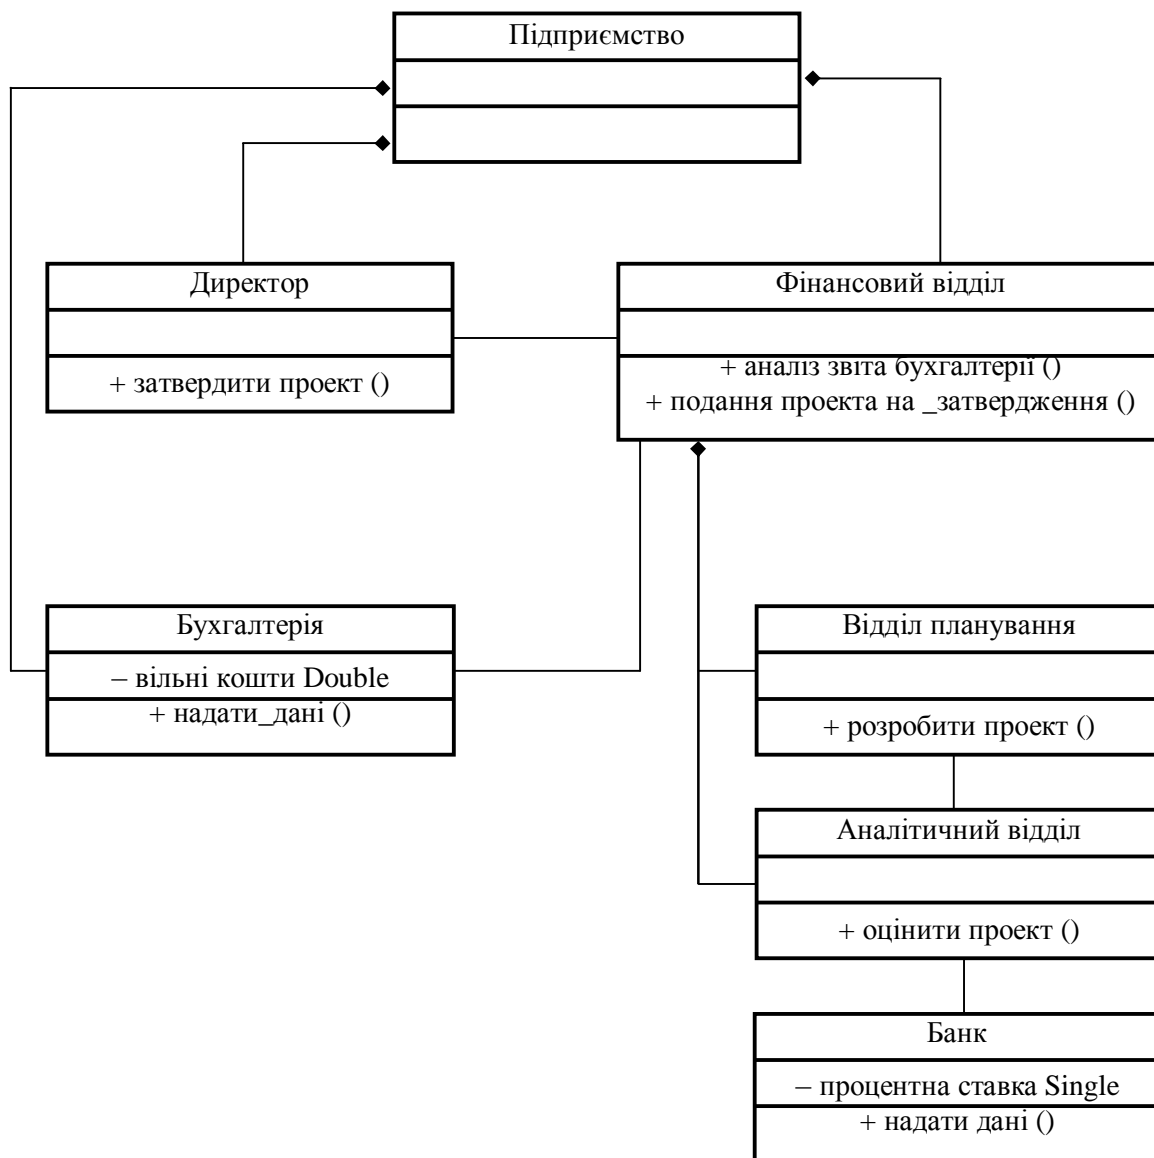 Підприємство
Директор
+ затвердити проект ()
Фінансовий відділ
+ аналіз звіта бухгалтерії ()
+ подання проекта на _затвердження ()
Бухгалтерія
– вільні кошти Double
+ надати_дані ()
Відділ планування
+ розробити проект ()
Аналітичний відділ
+ оцінити проект ()
Банк
– процентна ставка Single
+ надати дані ()